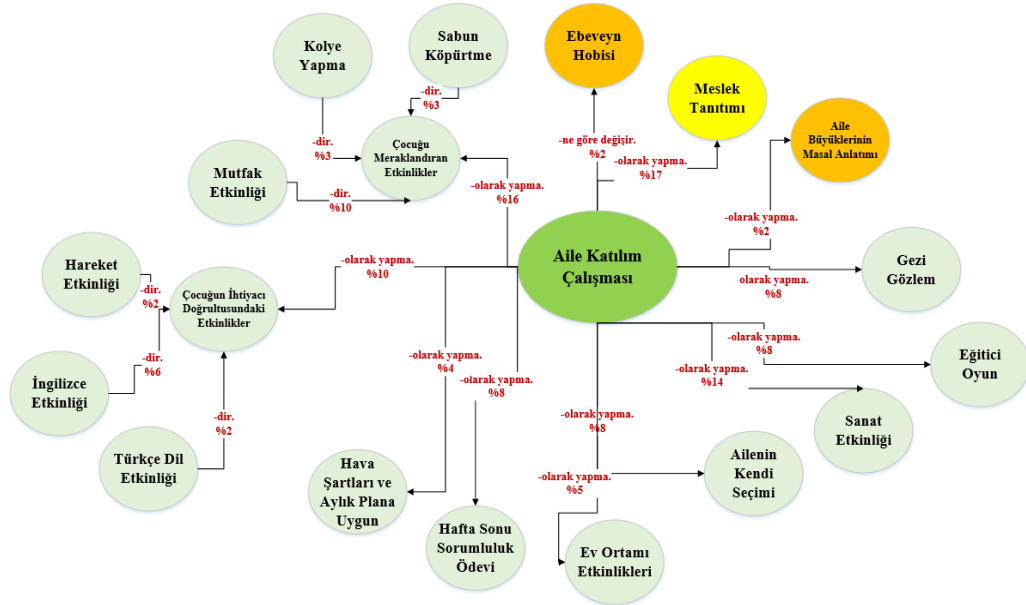 Sabun
Köpürtme
Kolye
Yapma
Ebeveyn
Hobisi
Meslek
Tanıtımı
Aile
Büyüklerinin
Masal Anlatımı
-dir.
%3
-dir.
%3
Çocuğu
Meraklandıran
Etkinlikler
-ne göre değişir.
%2
-olarak yapma.
%17
Mutfak
Etkinliği
-dir.
%10
-olarak yapma.
%16
-olarak yapma.
%2
Aile Katılım
Çalışması
Hareket
Etkinliği
-dir.
%2
Çocuğun İhtiyacı
Doğrultusundaki
Etkinlikler
-olarak yapma.
%10
-olarak yapma.
%8
Gezi
Gözlem
İngilizce
Etkinliği
-dir.
%6
-olarak yapma.
%4
-olarak yapma.
%8
-olarak yapma.
%8
-olarak yapma.
%14
Eğitici
Oyun
Türkçe Dil
Etkinliği
-dir.
%2
-olarak yapma.
%8
Sanat
Etkinliği
Hava
Şartları ve
Aylık Plana
Uygun
-olarak yapma.
%5
Ailenin
Kendi
Seçimi
Hafta Sonu
Sorumluluk
Ödevi
Ev Ortamı
Etkinlikleri